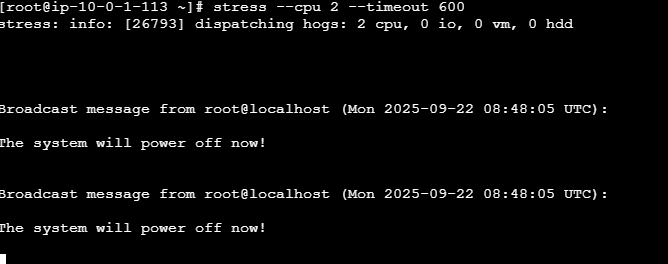 [root@ip-10-0-1-113 ~]# stress --cpu 2 --timeout 600
stress: info: [26793] dispatching hogs: 2 cpu, 0 io, 0 vm, 0 hdd
Broadcast message from root@localhost (Mon 2025-09-22 08:48:05 UTC):
The system will power off now!
Broadcast message from root@localhost (Mon 2025-09-22 08:48:05 UTC):
The system will power off now!